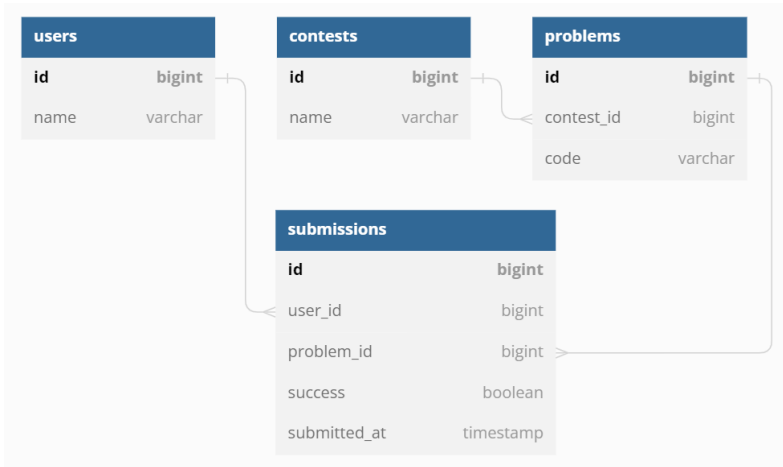 users
id bigint
name varchar
contests
id bigint
name varchar
problems
id bigint
contest_id bigint
code varchar
submissions
id bigint
user_id bigint
problem_id bigint
success boolean
submitted_at timestamp